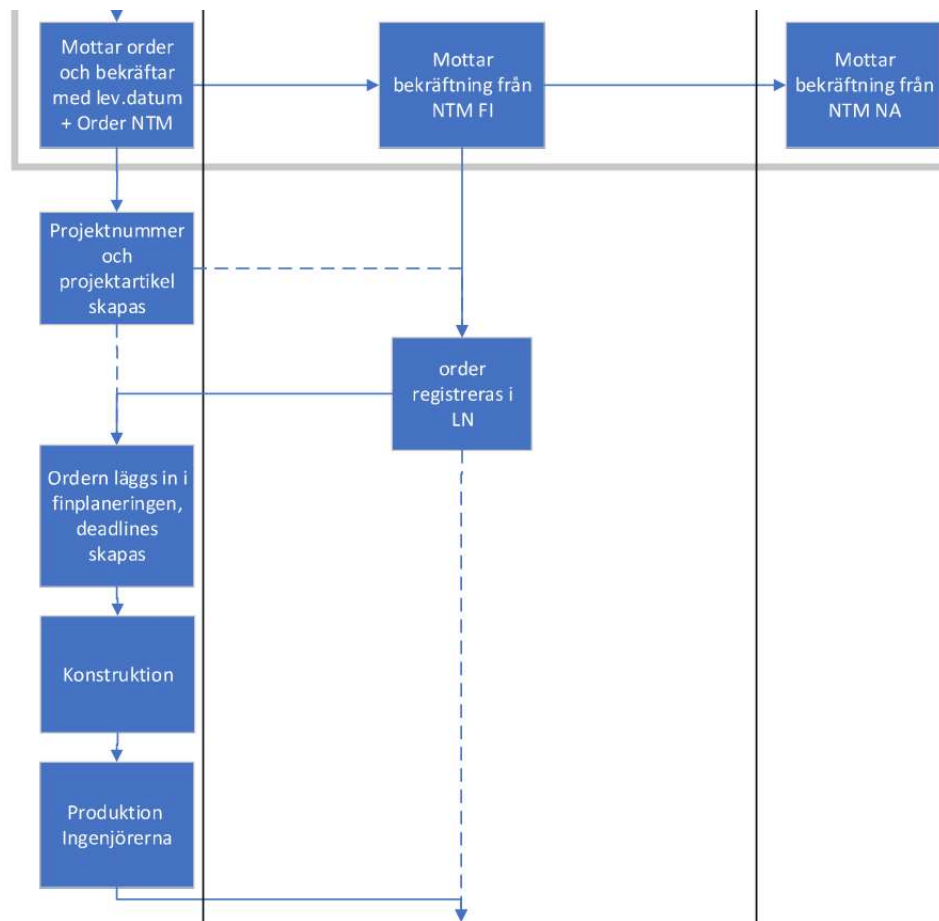 Mottar order
och bekräftar
med lev.datum
+ Order NTM
Mottar
bekräftning från
NTM FI
Mottar
bekräftning från
NTM NA
Projektnummer
och
projektartikel
skapas
order
registreras i
LN
Ordern läggs in i
finplaneringen,
deadlines
skapas
Konstruktion
Produktion
Ingenjörerna